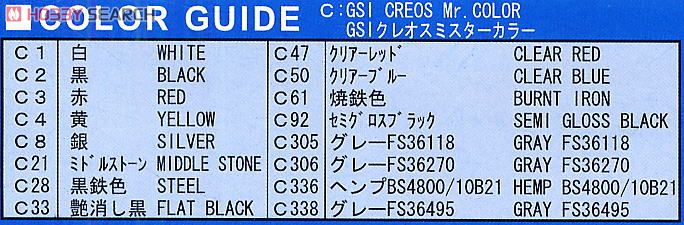 HOBBYSEARCH
■ COLOR GUIDE
C:GSI CREOS Mr.COLOR
GSIクレオスミスターカラー
C1 白 WHITE C47 クリアーレッド CLEAR RED
C2 黒 BLACK C50 クリアーブルー CLEAR BLUE
C3 赤 RED C61 焼鉄色 BURNT IRON
C4 黄 YELLOW C92 セミグロスブラック SEMI GLOSS BLACK
C8 銀 SILVER C305 グレーFS36118 GRAY FS36118
C21 ミドルストーン MIDDLE STONE C306 グレーFS36270 GRAY FS36270
C28 黒鉄色 STEEL C336 ヘンプBS4800/10B21 HEMP BS4800/10B21
C33 艶消し黒 FLAT BLACK C338 グレーFS36495 GRAY FS36495